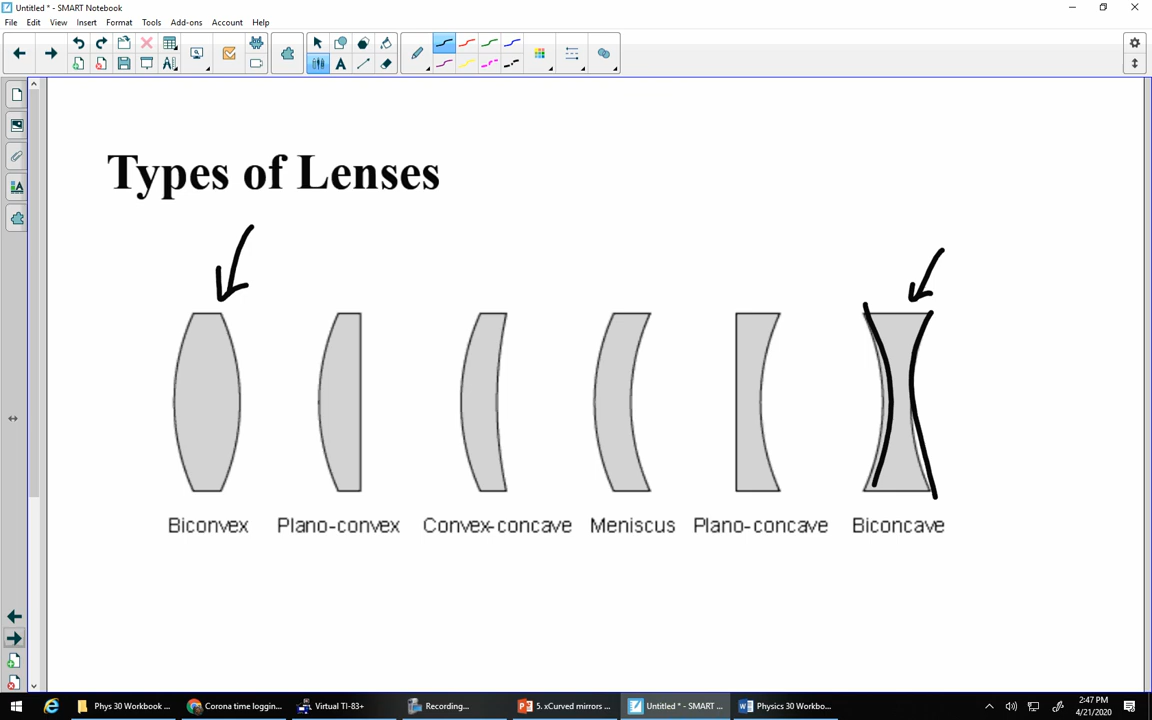 Untitled * - SMART Notebook
File Edit View Insert Format Tools Add-ons Account Help
Types of Lenses
Biconvex Plano-convex Convex-concave Meniscus Plano-concave Biconcave
Phys 30 Workbook ... Corona time loggin... Virtual TI-83+ Recording... 5. xCurved mirrors ... Untitled * - SMART ... Physics 30 Workbo... 2:47 PM
4/21/2020